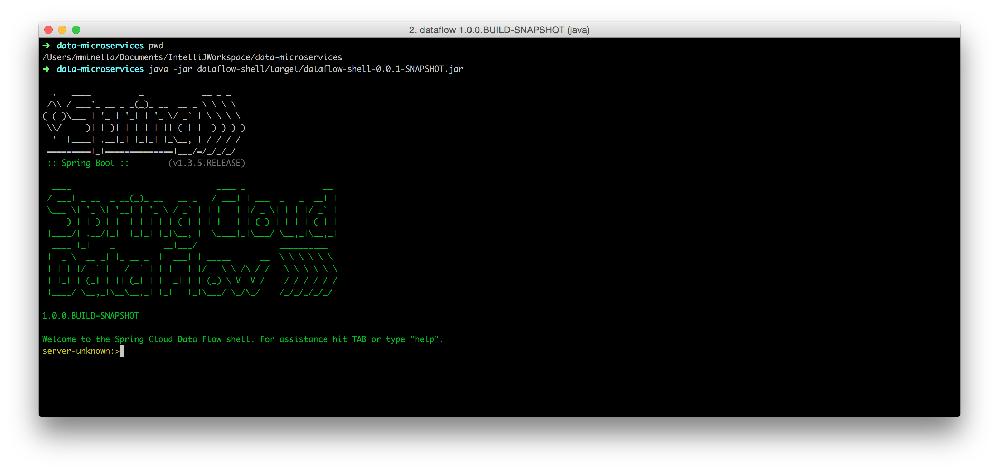 2. dataflow 1.0.0.BUILD-SNAPSHOT (java)
➜  data-microservices pwd
/Users/mminella/Documents/IntelliJWorkspace/data-microservices
➜  data-microservices java -jar dataflow-shell/target/dataflow-shell-0.0.1-SNAPSHOT.jar
  .   ____          _            __ _ _
 /\\ / ___'_ __ _ _(_)_ __  __ _ \ \ \ \
( ( )\___ | '_ | '_| | '_ \/ _` | \ \ \ \
 \\/  ___)| |_)| | | | | || (_| |  ) ) ) )
  '  |____| .__|_| |_|_| |_\__, | / / / /
 =========|_|==============|___/=/_/_/_/
 :: Spring Boot ::        (v1.3.5.RELEASE)
  ____                              ____ _                __
 / ___| _ __  _ __(_)_ __   __ _   / ___| | ___  _   _  __| |
 \___ \| '_ \| '__| | '_ \ / _` | | |   | |/ _ \| | | |/ _` |
  ___) | |_) | |  | | | | | (_| | | |___| | (_) | |_| | (_| |
 |____/| .__/|_|  |_|_| |_|\__, |  \____|_|\___/ \__,_|\__,_|
  ____ |_|    _          __|___/                 __________
 |  _ \  __ _| |_ __ _  |  ___| | _____      __  \ \ \ \ \ \
 | | | |/ _` | __/ _` | | |_  | |/ _ \ \ /\ / /   \ \ \ \ \ \
 | |_| | (_| | || (_| | |  _| | | (_) \ V  V /    / / / / / /
 |____/ \__,_|\__\__,_| |_|   |_|\___/ \_/\_/    /_/_/_/_/_/
1.0.0.BUILD-SNAPSHOT
Welcome to the Spring Cloud Data Flow shell. For assistance hit TAB or type "help".
server-unknown:>